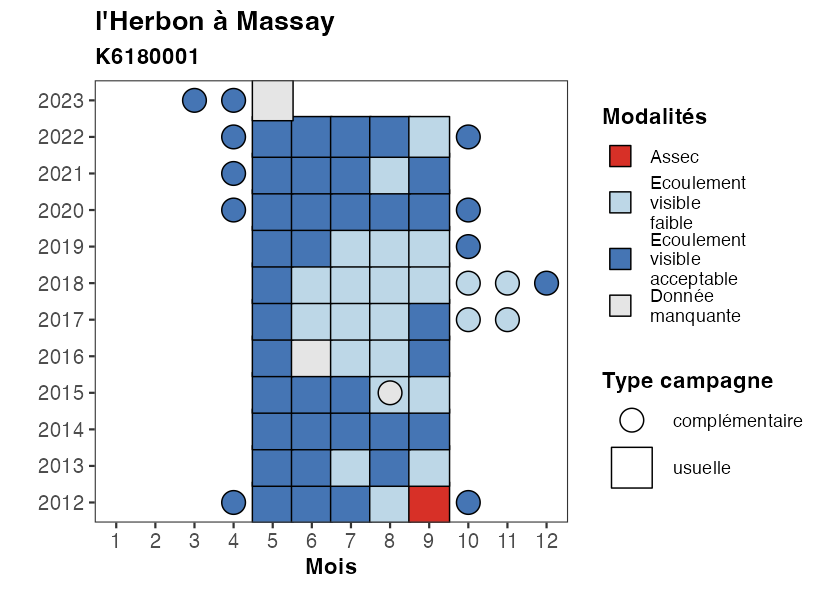 l'Herbon à Massay
K6180001
2023
2022
2021
2020
2019
2018
2017
2016
2015
2014
2013
2012
1 2 3 4 5 6 7 8 9 10 11 12
Mois
Modalités
Assec
Ecoulement
visible
faible
Ecoulement
visible
acceptable
Donnée
manquante
Type campagne
complémentaire
usuelle